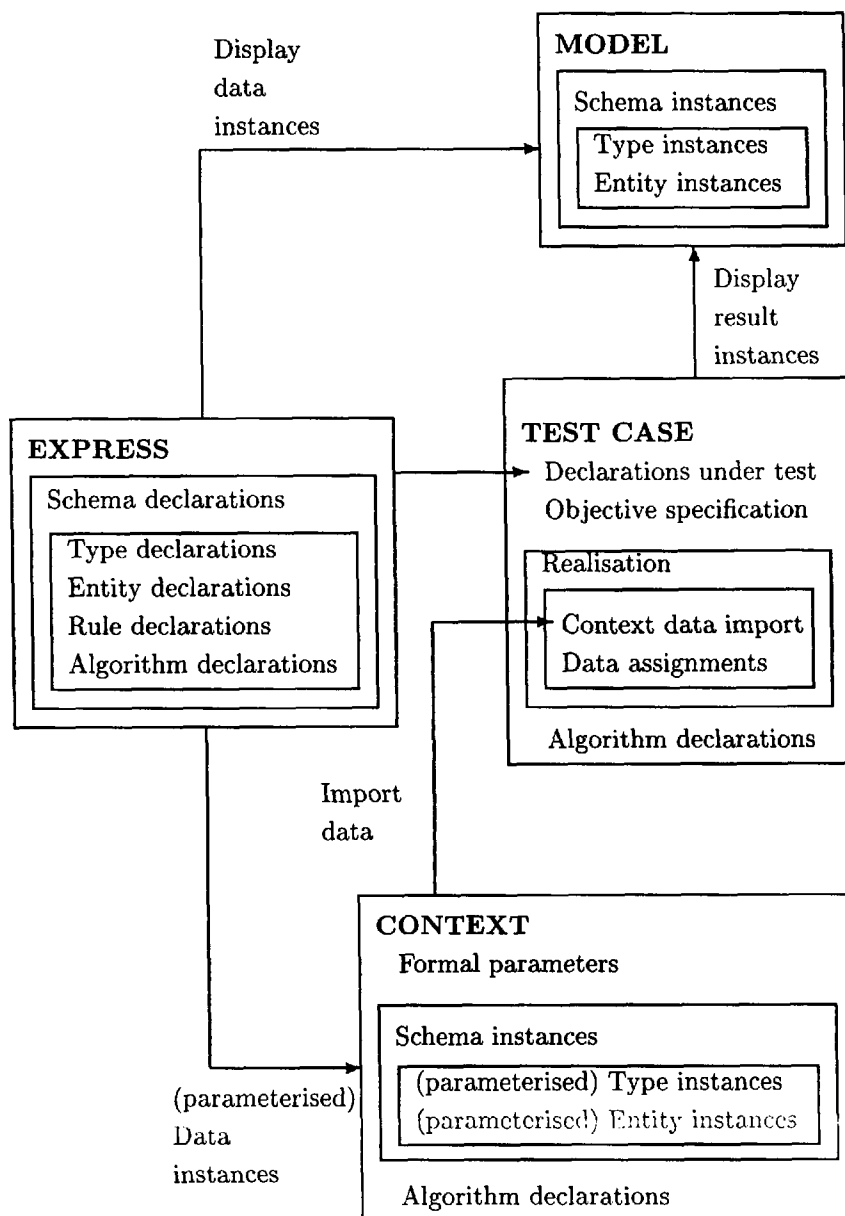 Display
data
instances
MODEL
Schema instances
Type instances
Entity instances
Display
result
instances
EXPRESS
Schema declarations
Type declarations
Entity declarations
Rule declarations
Algorithm declarations
TEST CASE
Declarations under test
Objective specification
Realisation
Context data import
Data assignments
Algorithm declarations
Import
data
CONTEXT
Formal parameters
Schema instances
(parameterised) Type instances
(parameterised) Entity instances
Algorithm declarations
(parameterised)
Data
instances